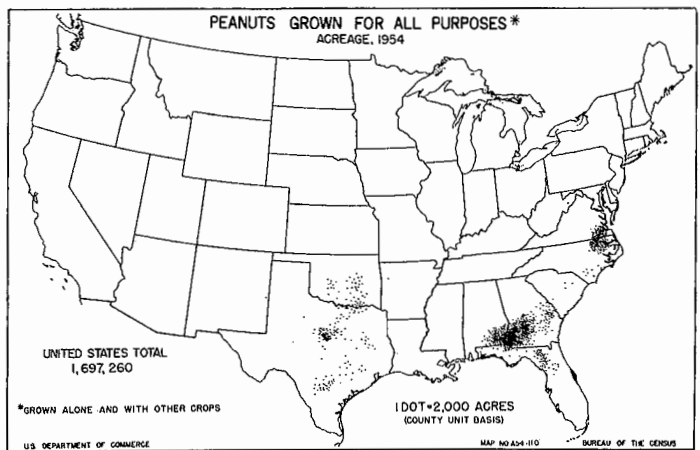 PEANUTS GROWN FOR ALL PURPOSES*
ACREAGE, 1954
UNITED STATES TOTAL
1,697,260
*GROWN ALONE AND WITH OTHER CROPS
1 DOT=2,000 ACRES
(COUNTY UNIT BASIS)
U.S. DEPARTMENT OF COMMERCE
MAP NO A54-110
BUREAU OF THE CENSUS